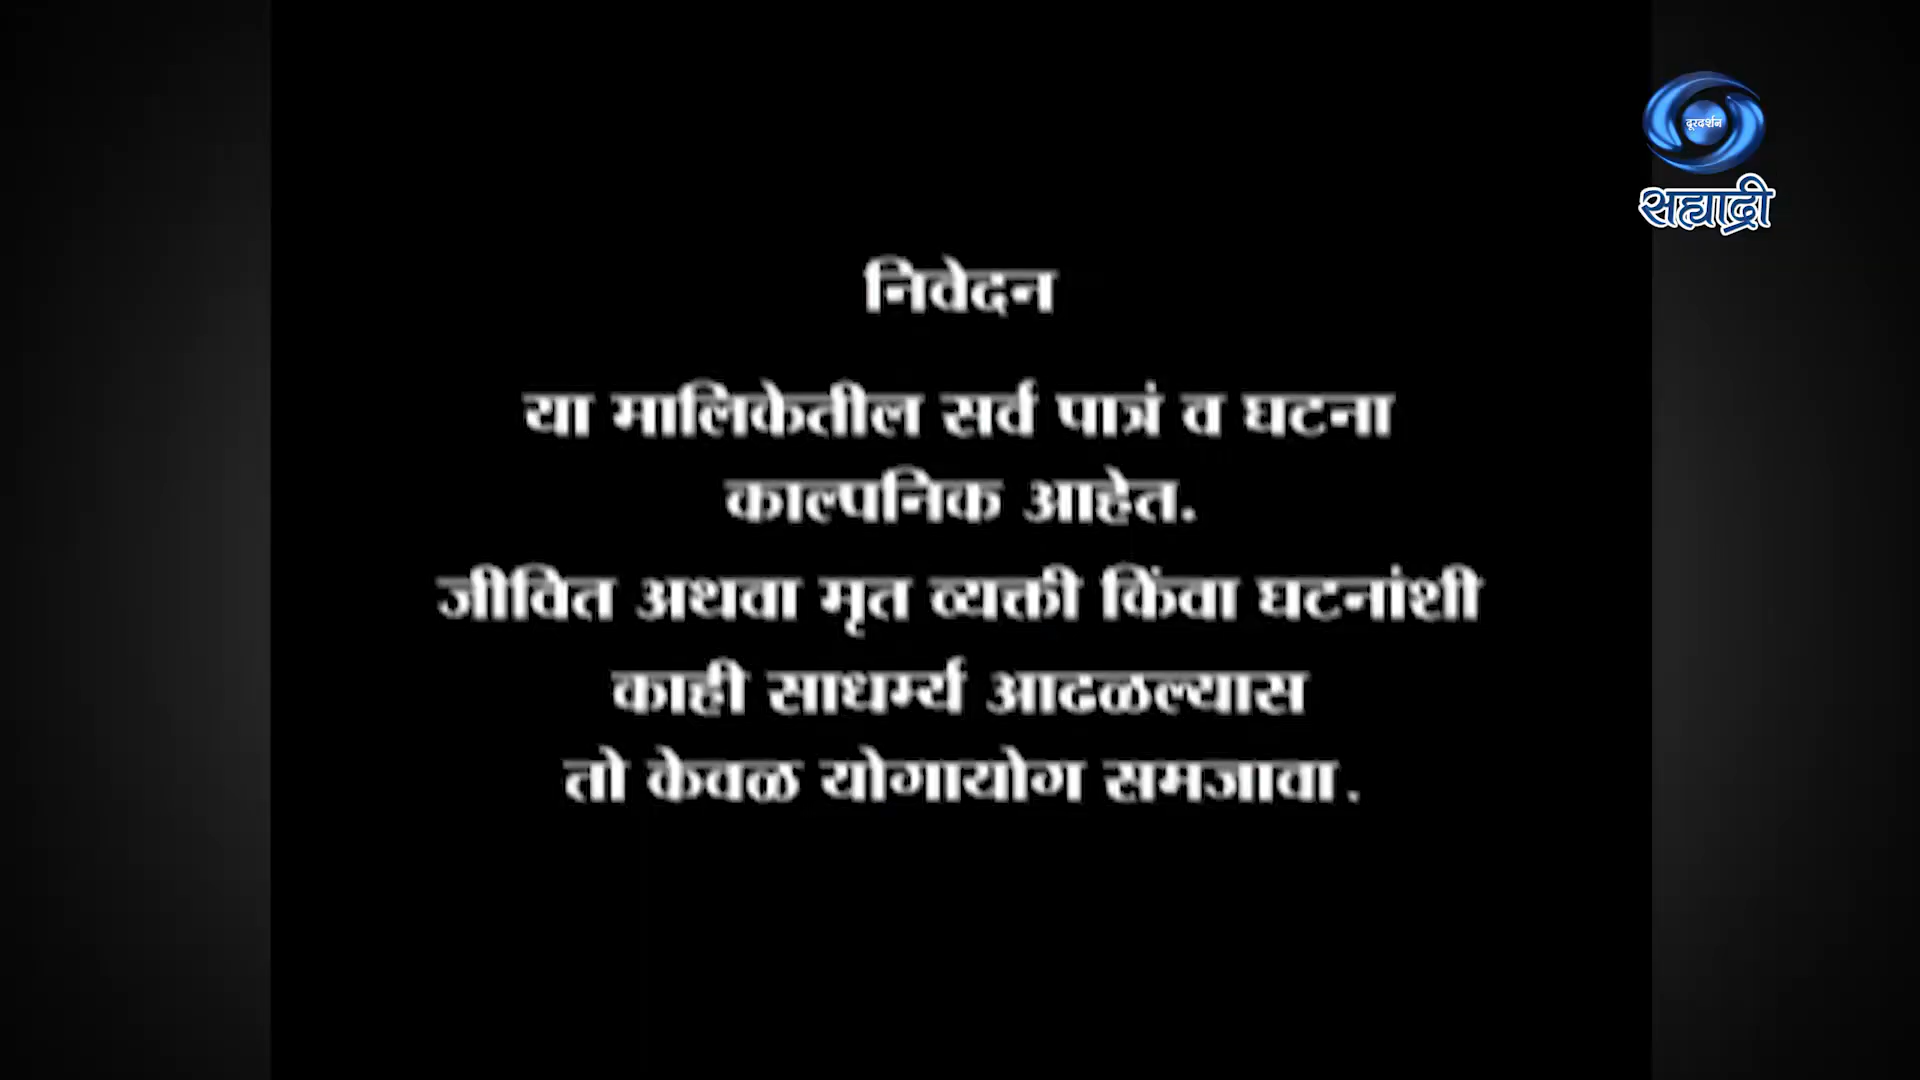 दूरदर्शन
सह्याद्री
निवेदन
या मालिकेतील सर्व पात्रं व घटना
काल्पनिक आहेत.
जीवित अथवा मृत व्यक्ती किंवा घटनांशी
काही साधर्म्य आढळल्यास
तो केवळ योगायोग समजावा.